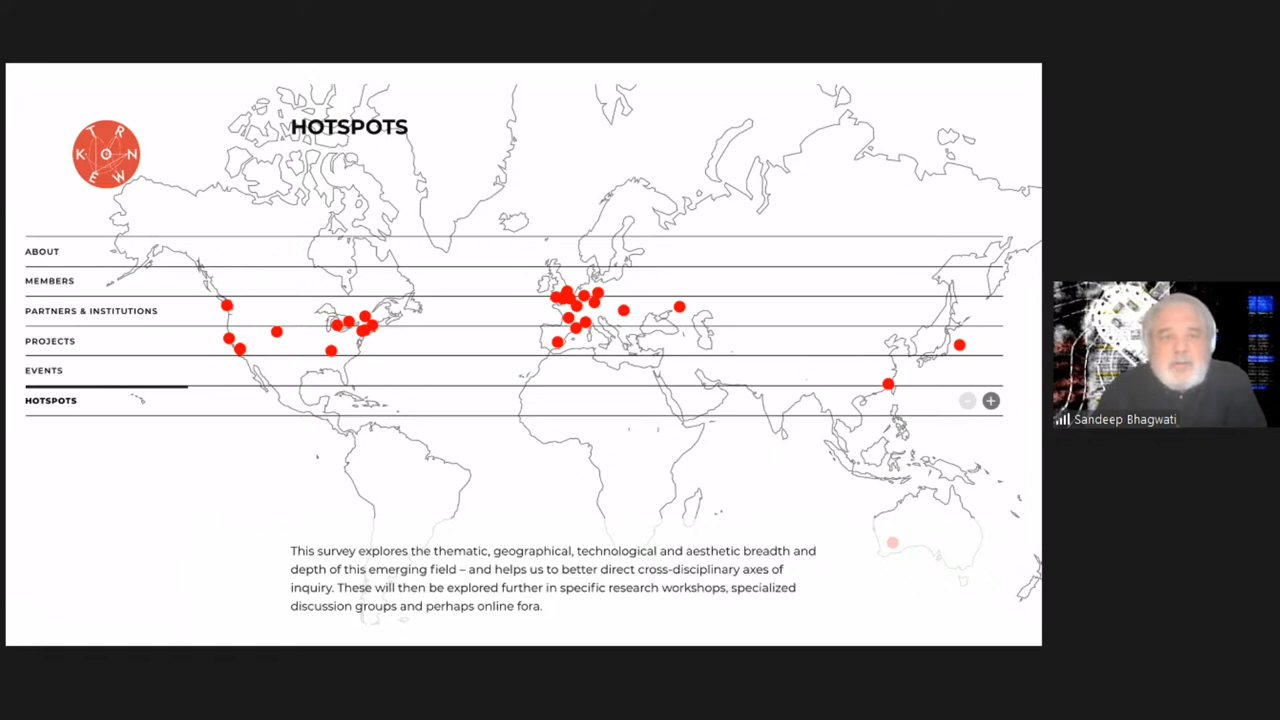 HOTSPOTS
T R
K O N
E W
ABOUT
MEMBERS
PARTNERS & INSTITUTIONS
PROJECTS
EVENTS
HOTSPOTS
This survey explores the thematic, geographical, technological and aesthetic breadth and
depth of this emerging field – and helps us to better direct cross-disciplinary axes of
inquiry. These will then be explored further in specific research workshops, specialized
discussion groups and perhaps online fora.
Sandeep Bhagwati